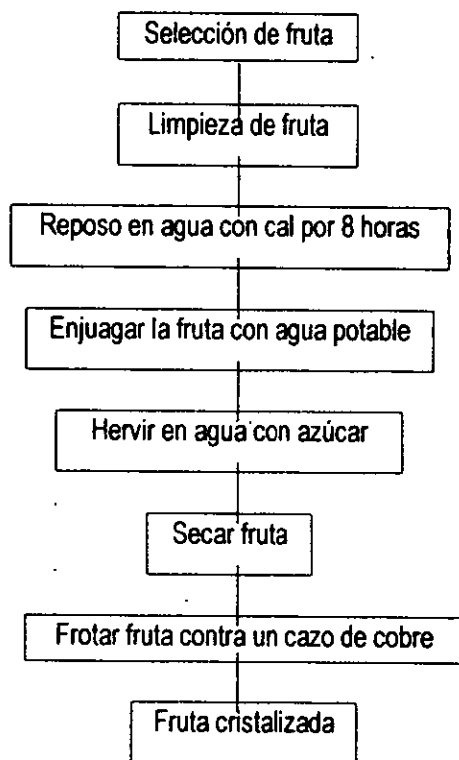 Selección de fruta
Limpieza de fruta
Reposo en agua con cal por 8 horas
Enjuagar la fruta con agua potable
Hervir en agua con azúcar
Secar fruta
Frotar fruta contra un cazo de cobre
Fruta cristalizada